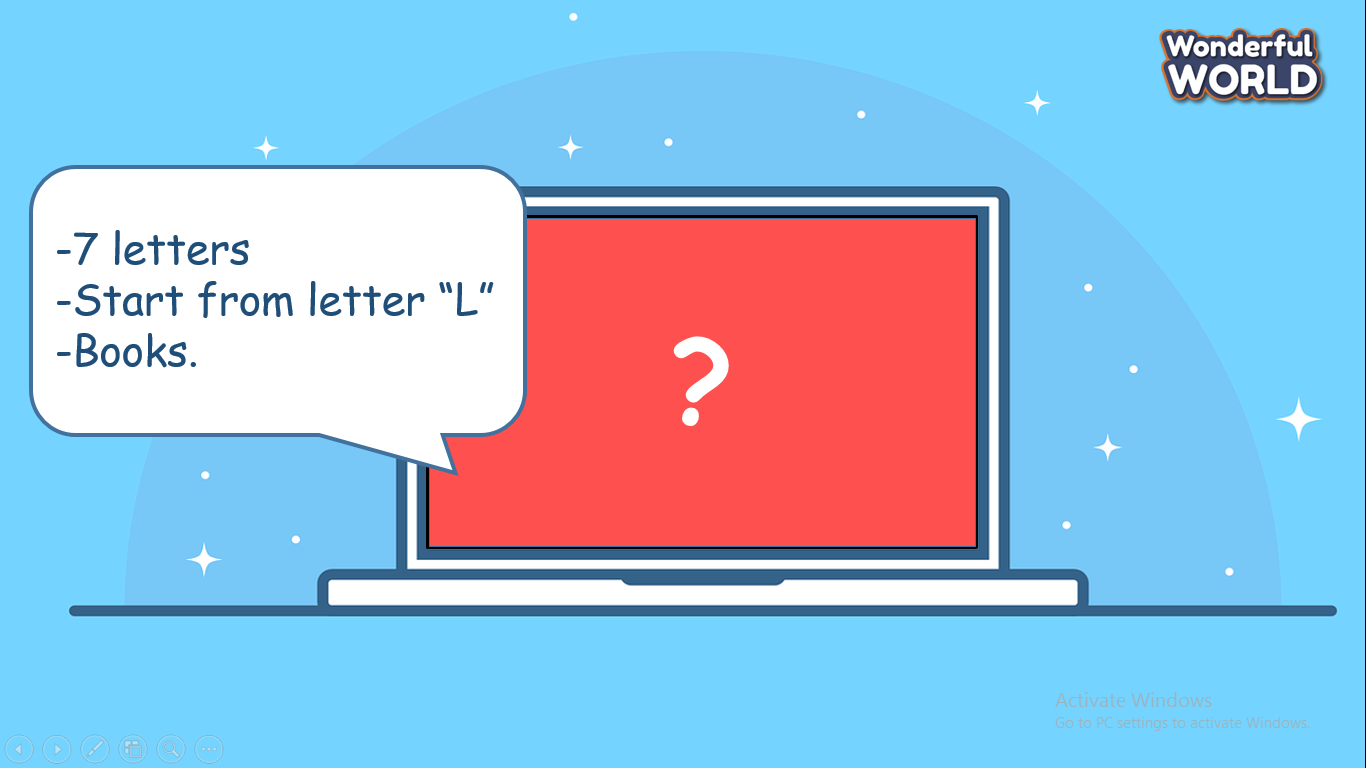 Wonderful
WORLD
-7 letters
-Start from letter “L”
-Books.
?
Activate Windows
Go to PC settings to activate Windows.